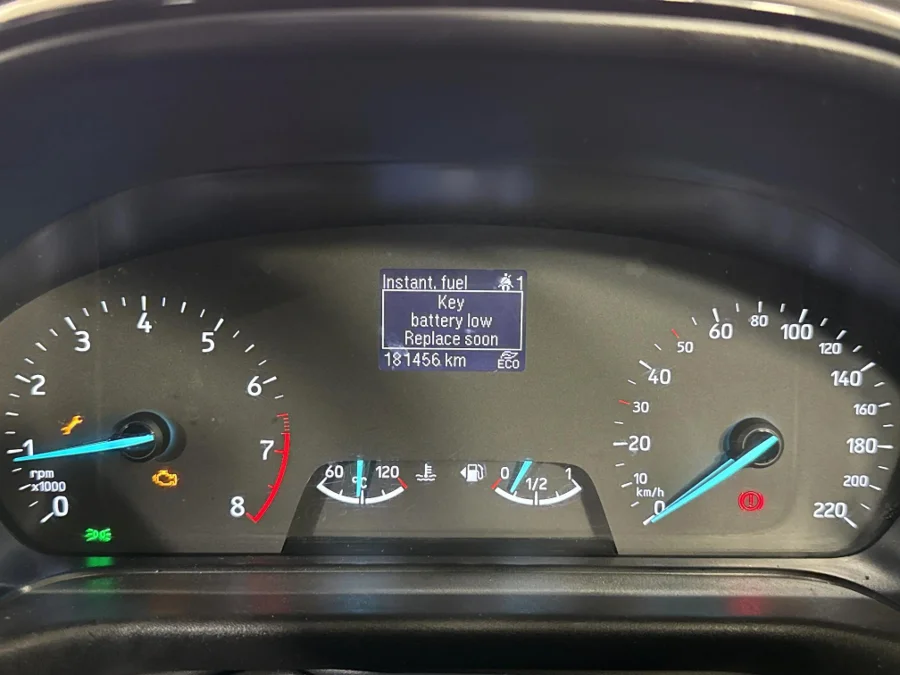 Instant. fuel 1
Key
battery low
Replace soon
181456 km ECO
0 1 2 3 4 5 6 7 8
rpm
x1000
60 120
°C
0 1/2 1
0 10 20 30 40 50 60 80 100 120 140 160 180 200 220
km/h